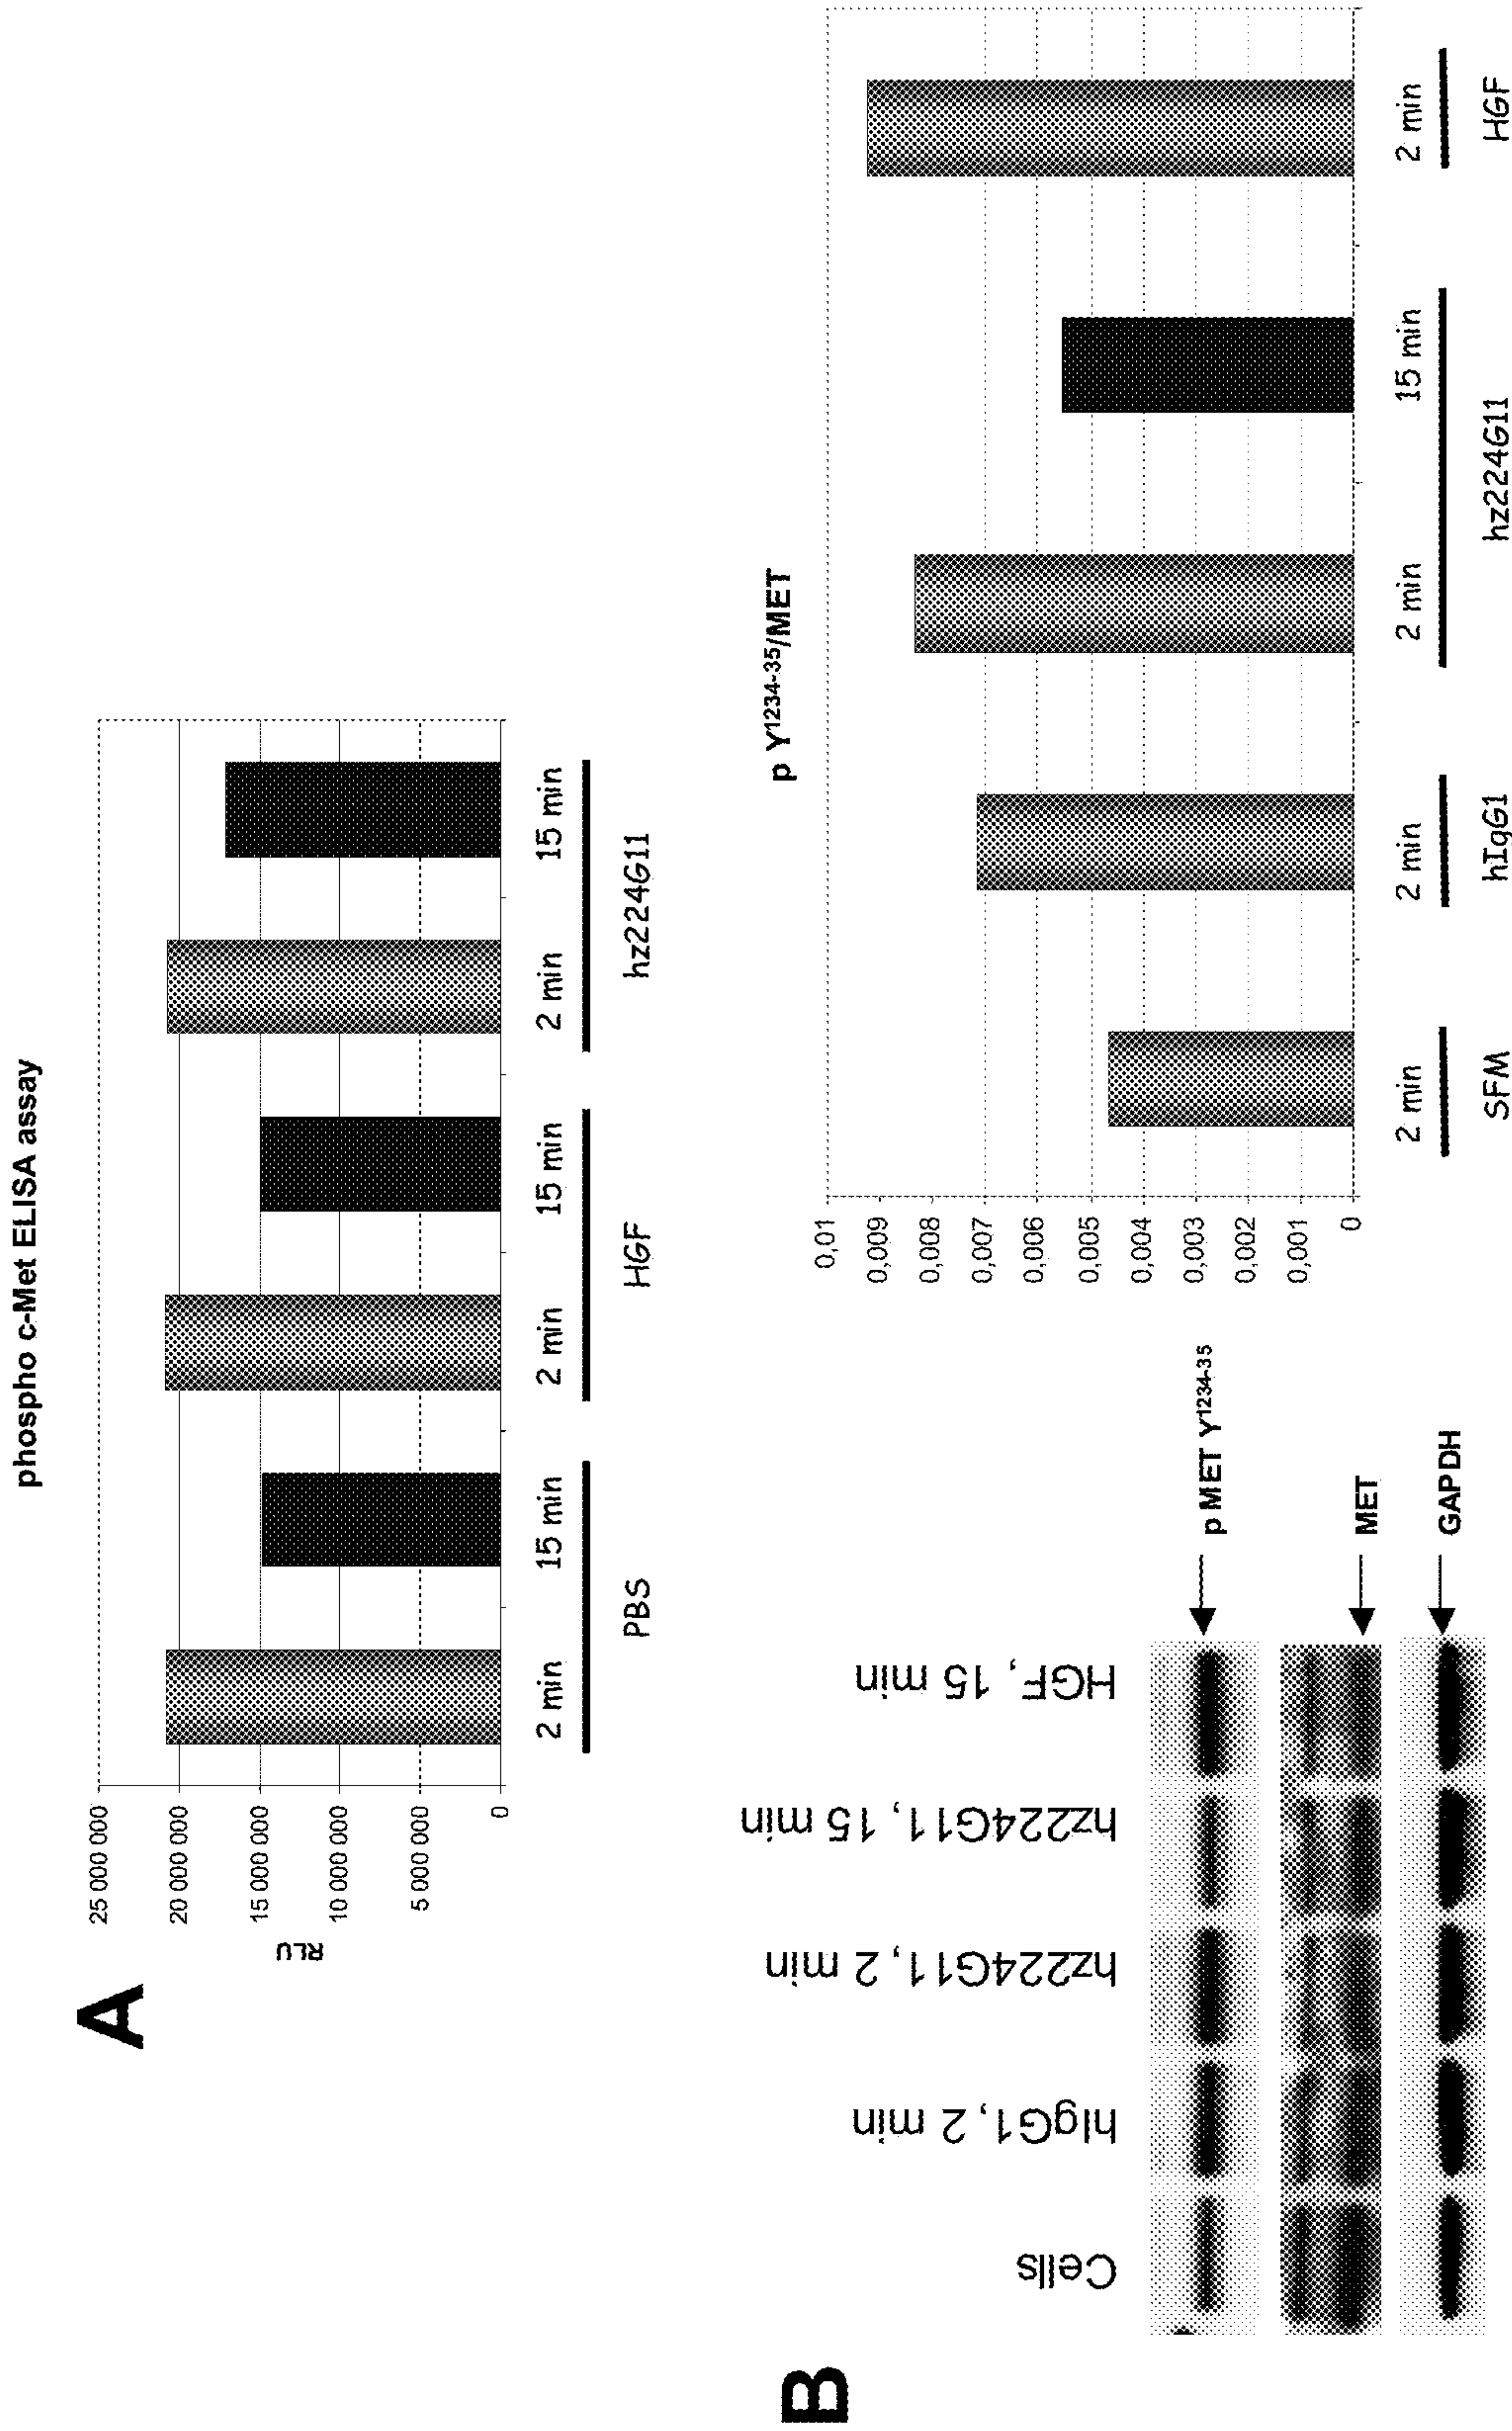 A
phospho c-Met ELISA assay
RLU
25 000 000
20 000 000
15 000 000
10 000 000
5 000 000
0
2 min 15 min 2 min 15 min 2 min 15 min
PBS HGF hz224G11
B
Cells
hIgG1, 2 min
hz224G11, 2 min
hz224G11, 15 min
HGF, 15 min
p MET Y1234-35
MET
GAPDH
p Y1234-35/MET
0,01
0,009
0,008
0,007
0,006
0,005
0,004
0,003
0,002
0,001
0
2 min 2 min 2 min 15 min 2 min
SFM hIgG1 hz224G11 HGF